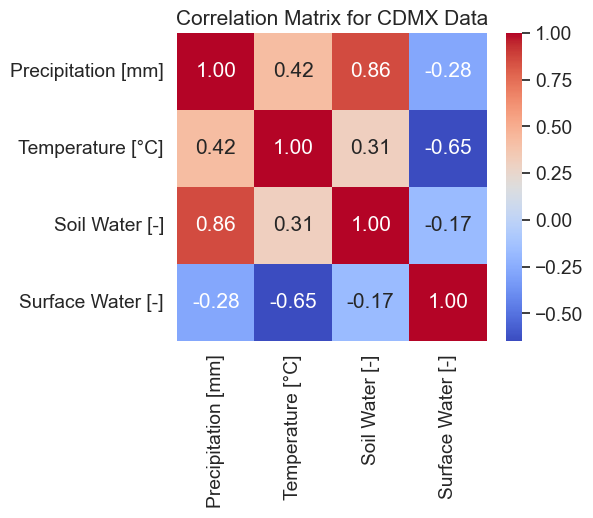 Correlation Matrix for CDMX Data
Precipitation [mm] 1.00 0.42 0.86 -0.28
Temperature [°C] 0.42 1.00 0.31 -0.65
Soil Water [-] 0.86 0.31 1.00 -0.17
Surface Water [-] -0.28 -0.65 -0.17 1.00
Precipitation [mm]
Temperature [°C]
Soil Water [-]
Surface Water [-]
1.00
0.75
0.50
0.25
0.00
−0.25
−0.50